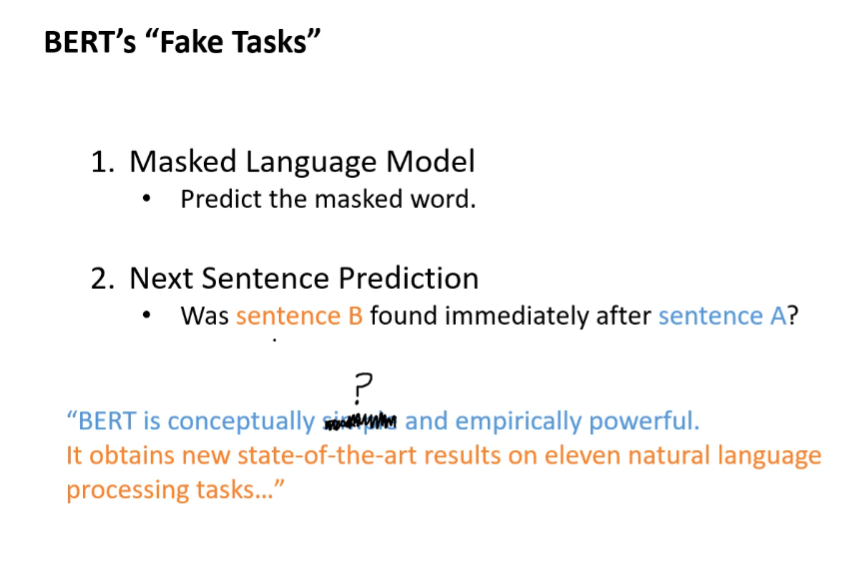 BERT’s “Fake Tasks”
1. Masked Language Model
• Predict the masked word.
2. Next Sentence Prediction
• Was sentence B found immediately after sentence A?
?
“BERT is conceptually and empirically powerful.
It obtains new state-of-the-art results on eleven natural language
processing tasks...”